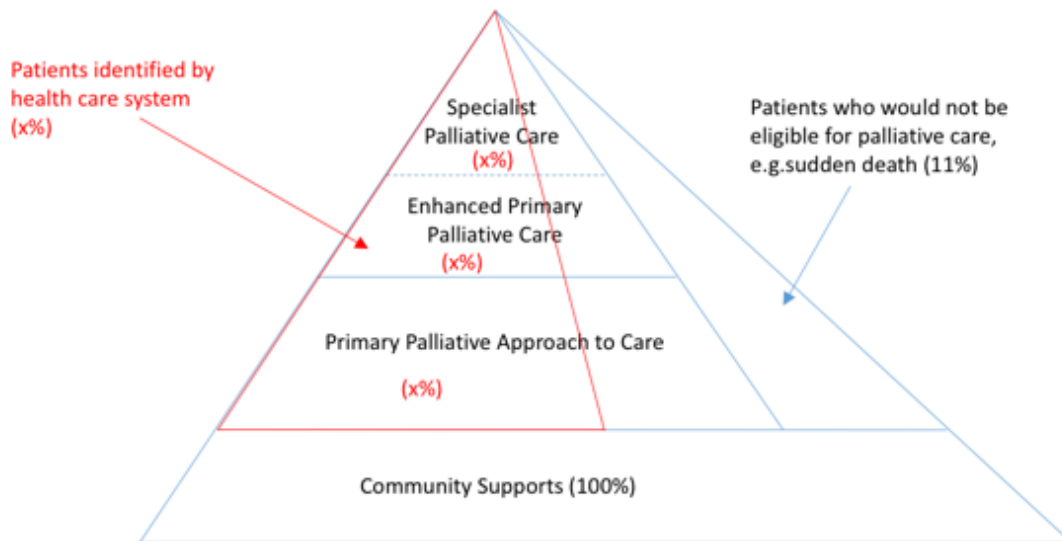 Patients identified by
health care system
(x%)
Specialist
Palliative Care
(x%)
Patients who would not be
eligible for palliative care,
e.g.sudden death (11%)
Enhanced Primary
Palliative Care
(x%)
Primary Palliative Approach to Care
(x%)
Community Supports (100%)